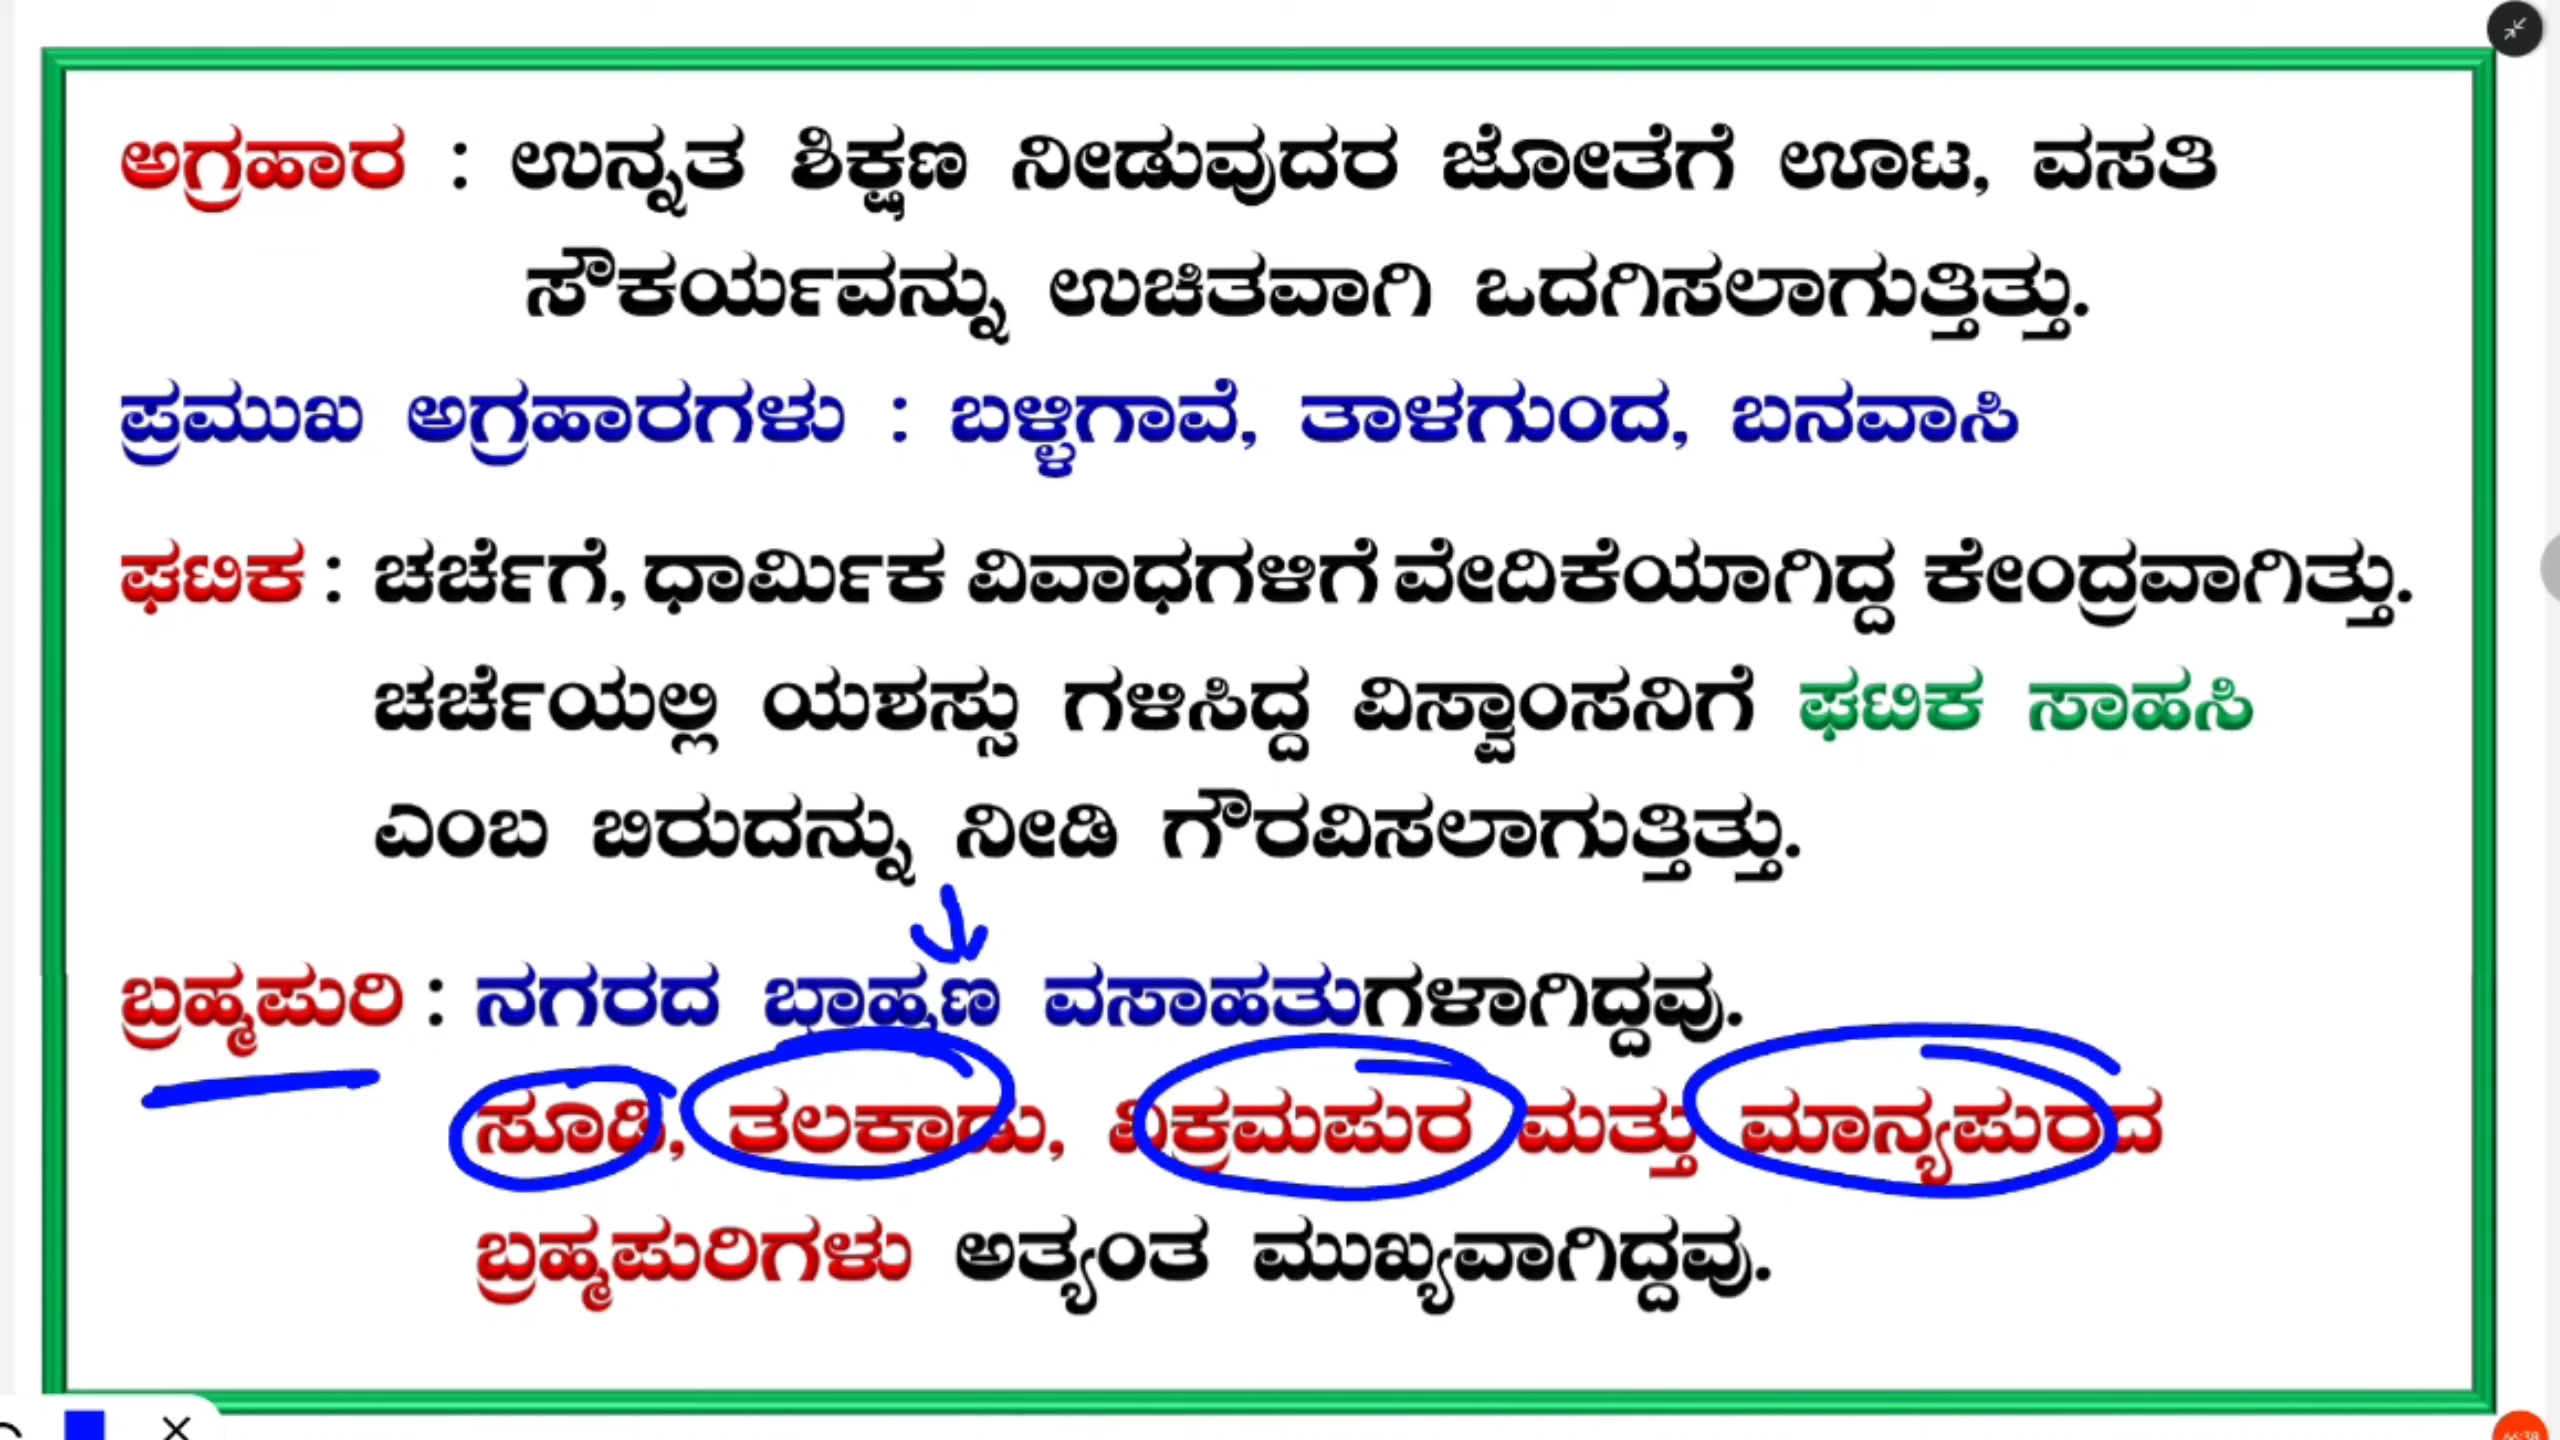 ಅಗ್ರಹಾರ : ಉನ್ನತ ಶಿಕ್ಷಣ ನೀಡುವುದರ ಜೋತೆಗೆ ಊಟ, ವಸತಿ
ಸೌಕರ್ಯವನ್ನು ಉಚಿತವಾಗಿ ಒದಗಿಸಲಾಗುತ್ತಿತ್ತು.
ಪ್ರಮುಖ ಅಗ್ರಹಾರಗಳು : ಬಳ್ಳಿಗಾವೆ, ತಾಳಗುಂದ, ಬನವಾಸಿ
ಘಟಿಕ : ಚರ್ಚೆಗೆ, ಧಾರ್ಮಿಕ ವಿವಾಧಗಳಿಗೆ ವೇದಿಕೆಯಾಗಿದ್ದ ಕೇಂದ್ರವಾಗಿತ್ತು.
ಚರ್ಚೆಯಲ್ಲಿ ಯಶಸ್ಸು ಗಳಿಸಿದ್ದ ವಿಸ್ವಾಂಸನಿಗೆ ಘಟಿಕ ಸಾಹಸಿ
ಎಂಬ ಬಿರುದನ್ನು ನೀಡಿ ಗೌರವಿಸಲಾಗುತ್ತಿತ್ತು.
ಬ್ರಹ್ಮಪುರಿ : ನಗರದ ಬ್ರಾಹ್ಮಣ ವಸಾಹತುಗಳಾಗಿದ್ದವು.
ಸೂಡಿ, ತಲಕಾಡು, ವಿಕ್ರಮಪುರ ಮತ್ತು ಮಾನ್ಯಪುರದ
ಬ್ರಹ್ಮಪುರಿಗಳು ಅತ್ಯಂತ ಮುಖ್ಯವಾಗಿದ್ದವು.